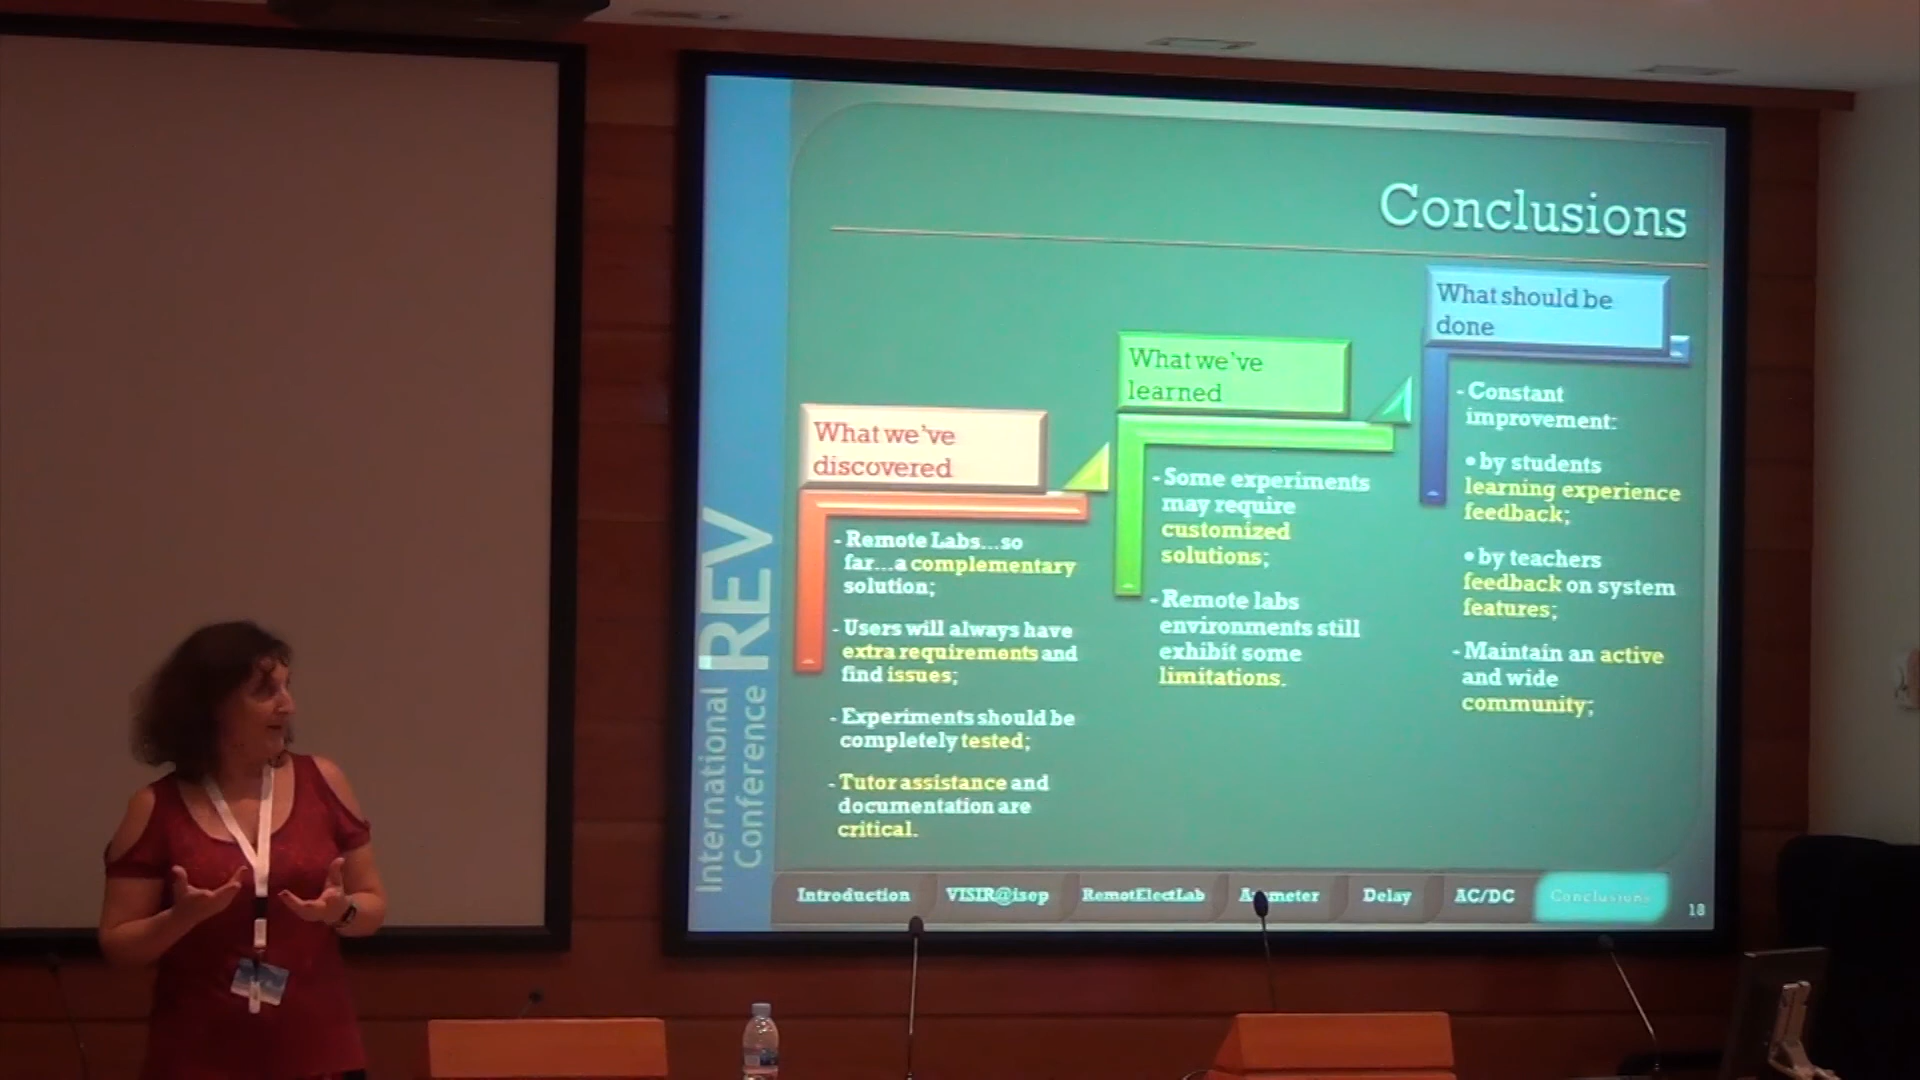 Conclusions
What we've
discovered
- Remote Labs...so
far...a complementary
solution;
- Users will always have
extra requirements and
find issues;
- Experiments should be
completely tested;
- Tutor assistance and
documentation are
critical.
What we've
learned
- Some experiments
may require
customized
solutions;
- Remote labs
environments still
exhibit some
limitations.
What should be
done
- Constant
improvement:
• by students
learning experience
feedback;
• by teachers
feedback on system
features;
- Maintain an active
and wide
community;
International
Conference
REV
Introduction
VISIR@isep
RemotElectLab
Delay
AC/DC
Conclusions
18